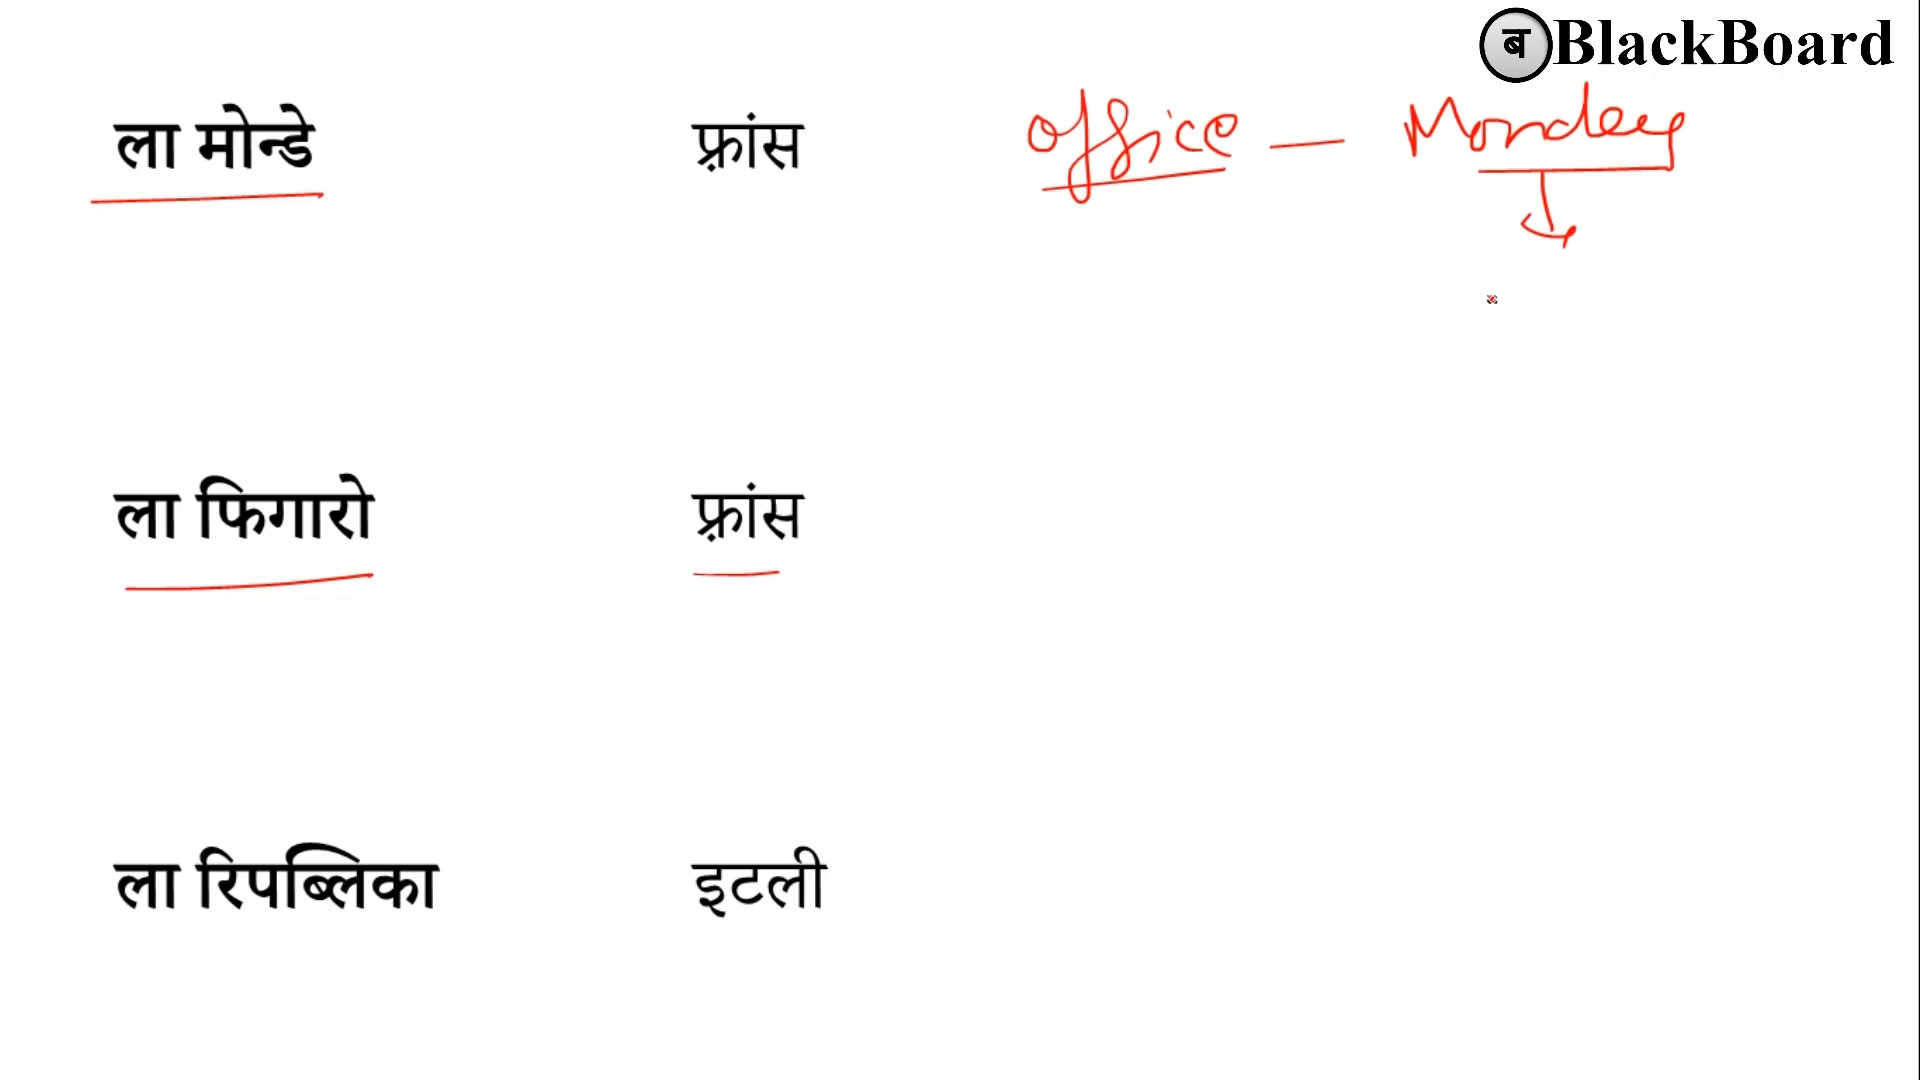 ब BlackBoard
ला मोन्डे फ़्रांस office — Monday
ला फिगारो फ़्रांस
ला रिपब्लिका इटली